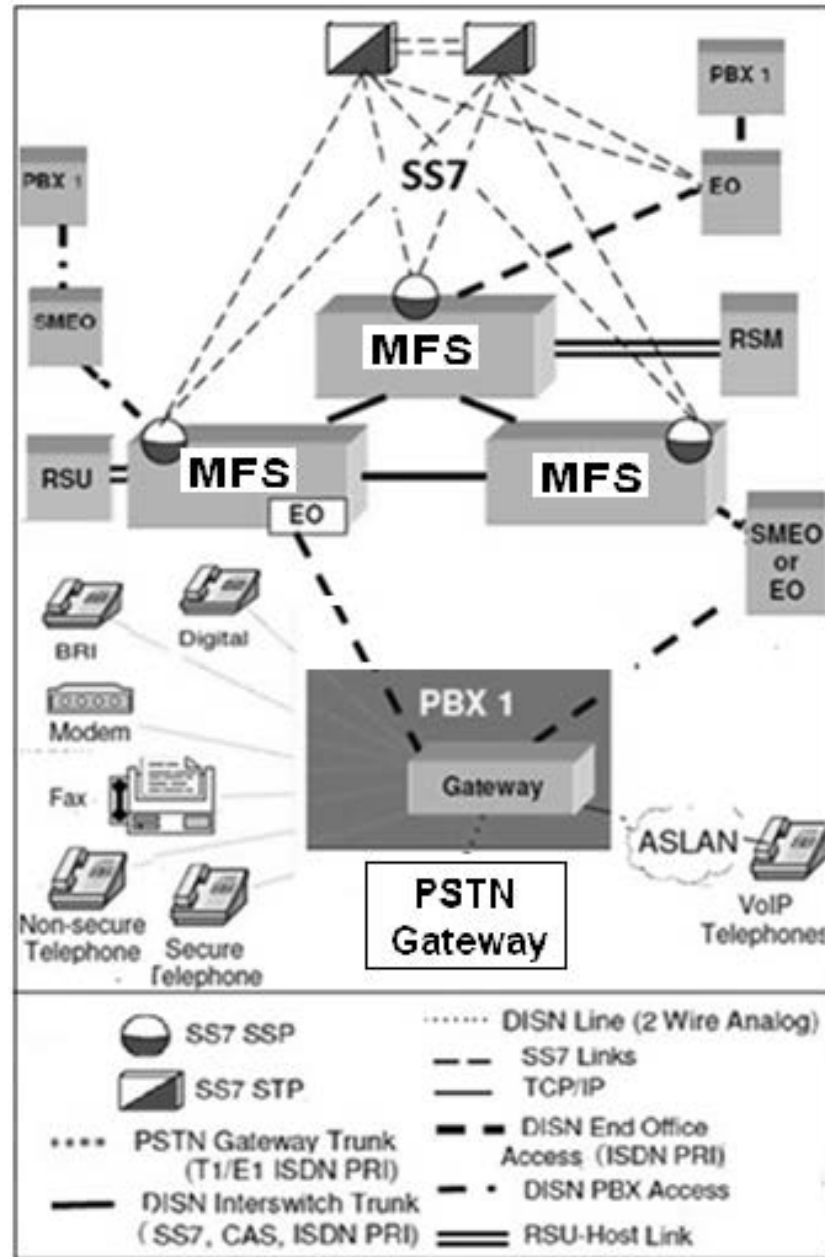 PBX 1
SS7
PBX 1
EO
SMEO
MFS
RSM
RSU
MFS
MFS
EO
SMEO
or
EO
BRI
Digital
PBX 1
Modem
Gateway
Fax
ASLAN
Non-secure
Telephone
Secure
Telephone
PSTN
Gateway
VoIP
Telephones
SS7 SSP
SS7 STP
PSTN Gateway Trunk
(T1/E1 ISDN PRI)
DISN Interswitch Trunk
(SS7, CAS, ISDN PRI)
DISN Line (2 Wire Analog)
SS7 Links
TCP/IP
DISN End Office
Access (ISDN PRI)
DISN PBX Access
RSU-Host Link